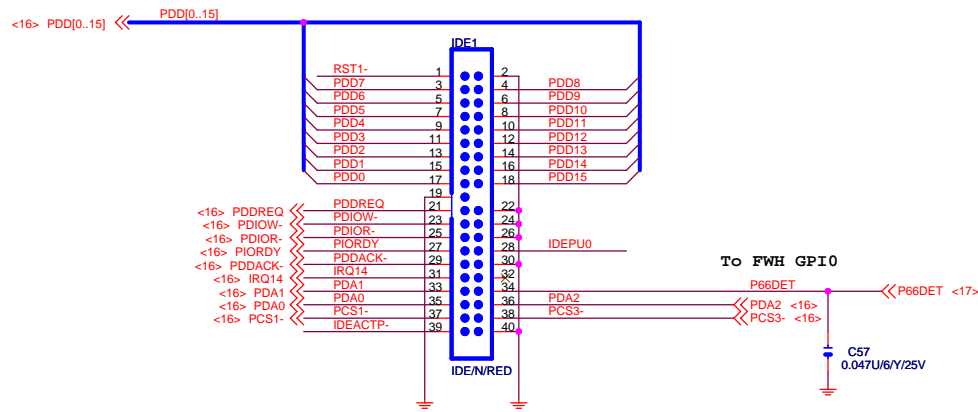 PDD[0..15]
<16> PDD[0..15]
IDE1
RST1- 1 2
PDD7 3 4 PDD8
PDD6 5 6 PDD9
PDD5 7 8 PDD10
PDD4 9 10 PDD11
PDD3 11 12 PDD12
PDD2 13 14 PDD13
PDD1 15 16 PDD14
PDD0 17 18 PDD15
19
<16> PDDREQ PDDREQ 21 22
<16> PDIOW- PDIOW- 23 24
<16> PDIOR- PDIOR- 25 26
<16> PIORDY PIORDY 27 28 IDEPU0
<16> PDDACK- PDDACK- 29 30
<16> IRQ14 IRQ14 31 32
<16> PDA1 PDA1 33 34
<16> PDA0 PDA0 35 36 PDA2 PDA2 <16>
<16> PCS1- PCS1- 37 38 PCS3- PCS3- <16>
IDEACTP- 39 40
IDE/N/RED
To FWH GPI0
P66DET
P66DET <17>
C57
0.047U/6/Y/25V